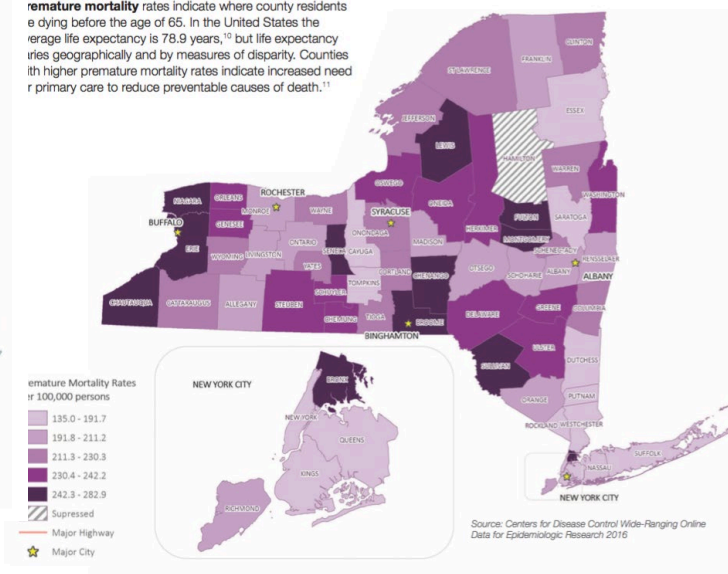 remature mortality rates indicate where county residents
e dying before the age of 65. In the United States the
verage life expectancy is 78.9 years,¹⁰ but life expectancy
ries geographically and by measures of disparity. Counties
ith higher premature mortality rates indicate increased need
r primary care to reduce preventable causes of death.¹¹
CLINTON
FRANKLIN
ST LAWRENCE
ESSEX
JEFFERSON
LEWIS
HAMILTON
WARREN
WASHINGTON
OSWEGO
ONEIDA
HERKIMER
FULTON
SARATOGA
MONTGOMERY
SCHENECTADY
RENSSELAER
ALBANY
ALBANY
SCHOHARIE
OTSEGO
ROCHESTER
NIAGARA
ORLEANS
MONROE
WAYNE
SYRACUSE
BUFFALO
GENESEE
ONONDAGA
MADISON
ERIE
WYOMING
LIVINGSTON
ONTARIO
SENECA
CAYUGA
YATES
CORTLAND
CHENANGO
TOMPKINS
SCHUYLER
CHAUTAUQUA
CATTARAUGUS
ALLEGANY
STEUBEN
CHEMUNG
TIOGA
BROOME
BINGHAMTON
DELAWARE
GREENE
COLUMBIA
ULSTER
SULLIVAN
DUTCHESS
ORANGE
PUTNAM
ROCKLAND
WESTCHESTER
SUFFOLK
NASSAU
NEW YORK CITY
NEW YORK CITY
BRONX
NEW YORK
QUEENS
KINGS
RICHMOND
emature Mortality Rates
er 100,000 persons
135.0 - 191.7
191.8 - 211.2
211.3 - 230.3
230.4 - 242.2
242.3 - 282.9
Supressed
Major Highway
Major City
Source: Centers for Disease Control Wide-Ranging Online
Data for Epidemiologic Research 2016